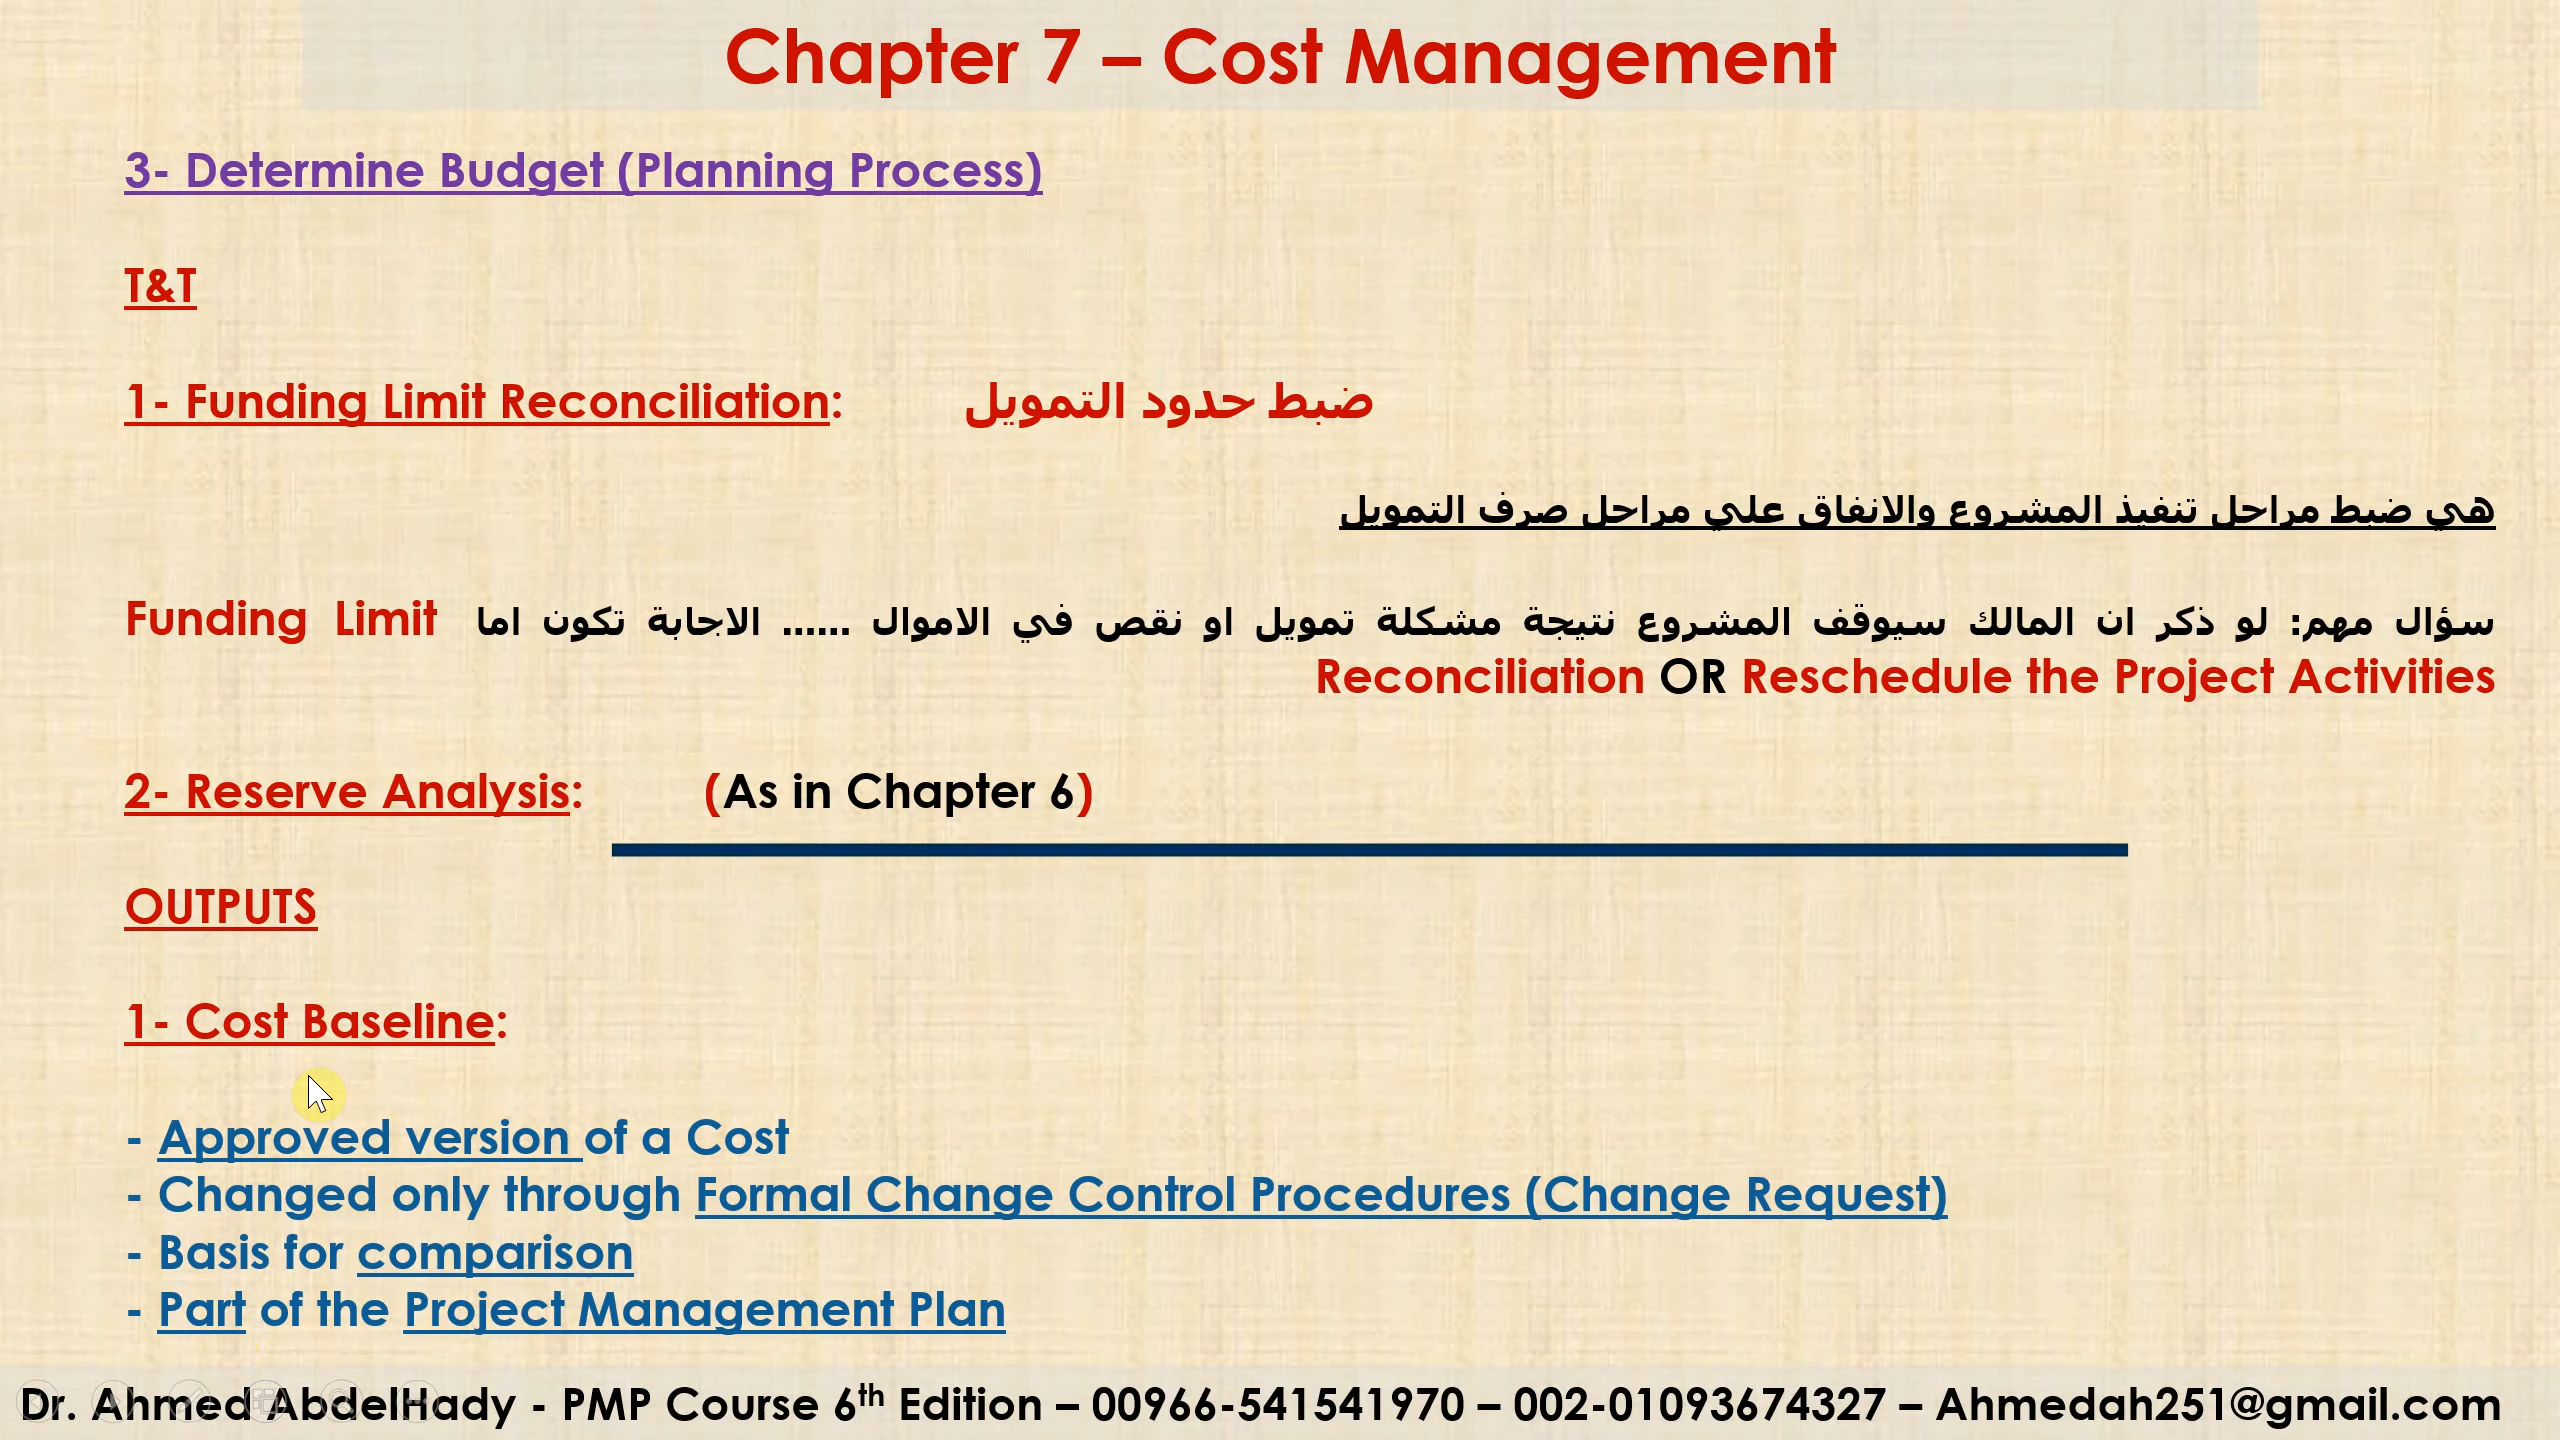 Chapter 7 – Cost Management
3- Determine Budget (Planning Process)
T&T
1- Funding Limit Reconciliation: ضبط حدود التمويل
هي ضبط مراحل تنفيذ المشروع والانفاق علي مراحل صرف التمويل
سؤال مهم: لو ذكر ان المالك سيوقف المشروع نتيجة مشكلة تمويل او نقص في الاموال ...... الاجابة تكون اما Funding Limit
Reconciliation OR Reschedule the Project Activities
2- Reserve Analysis: (As in Chapter 6)
OUTPUTS
1- Cost Baseline:
- Approved version of a Cost
- Changed only through Formal Change Control Procedures (Change Request)
- Basis for comparison
- Part of the Project Management Plan
Dr. Ahmed AbdelHady - PMP Course 6th Edition – 00966-541541970 – 002-01093674327 – Ahmedah251@gmail.com